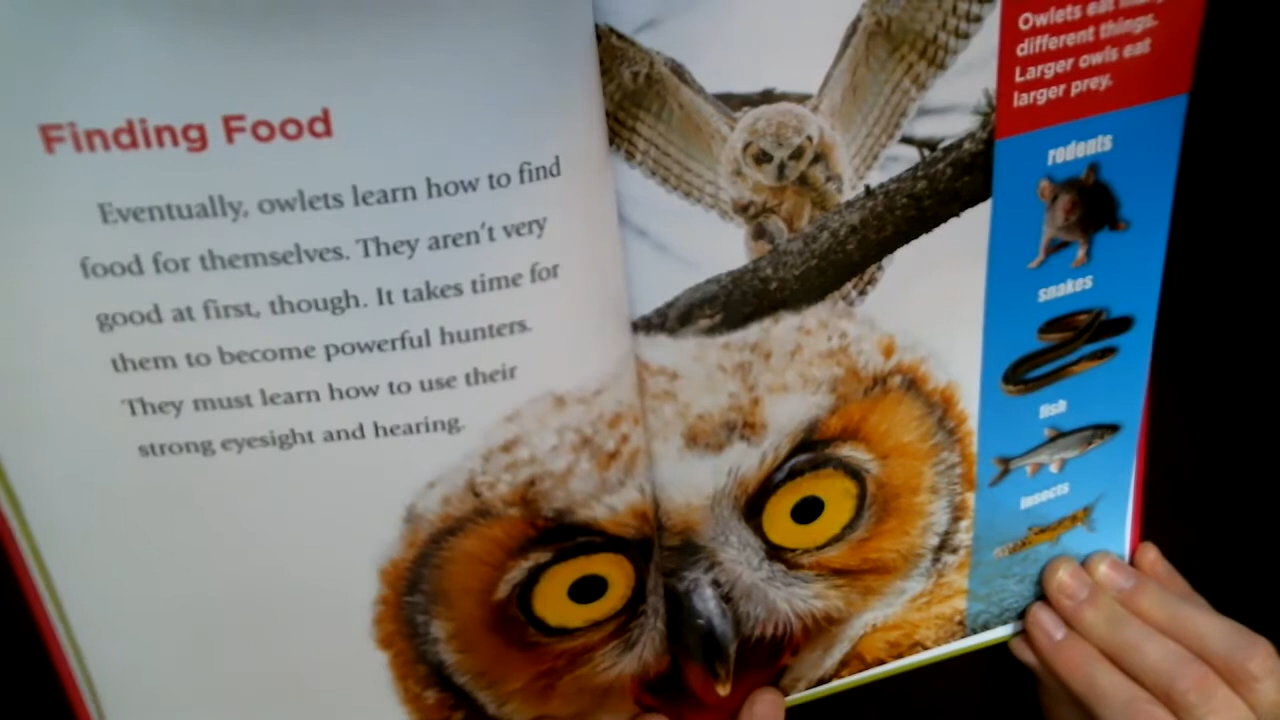 Finding Food
Eventually, owlets learn how to find
food for themselves. They aren't very
good at first, though. It takes time for
them to become powerful hunters.
They must learn how to use their
strong eyesight and hearing.
Owlets eat many
different things.
Larger owls eat
larger prey.
rodents
snakes
fish
insects